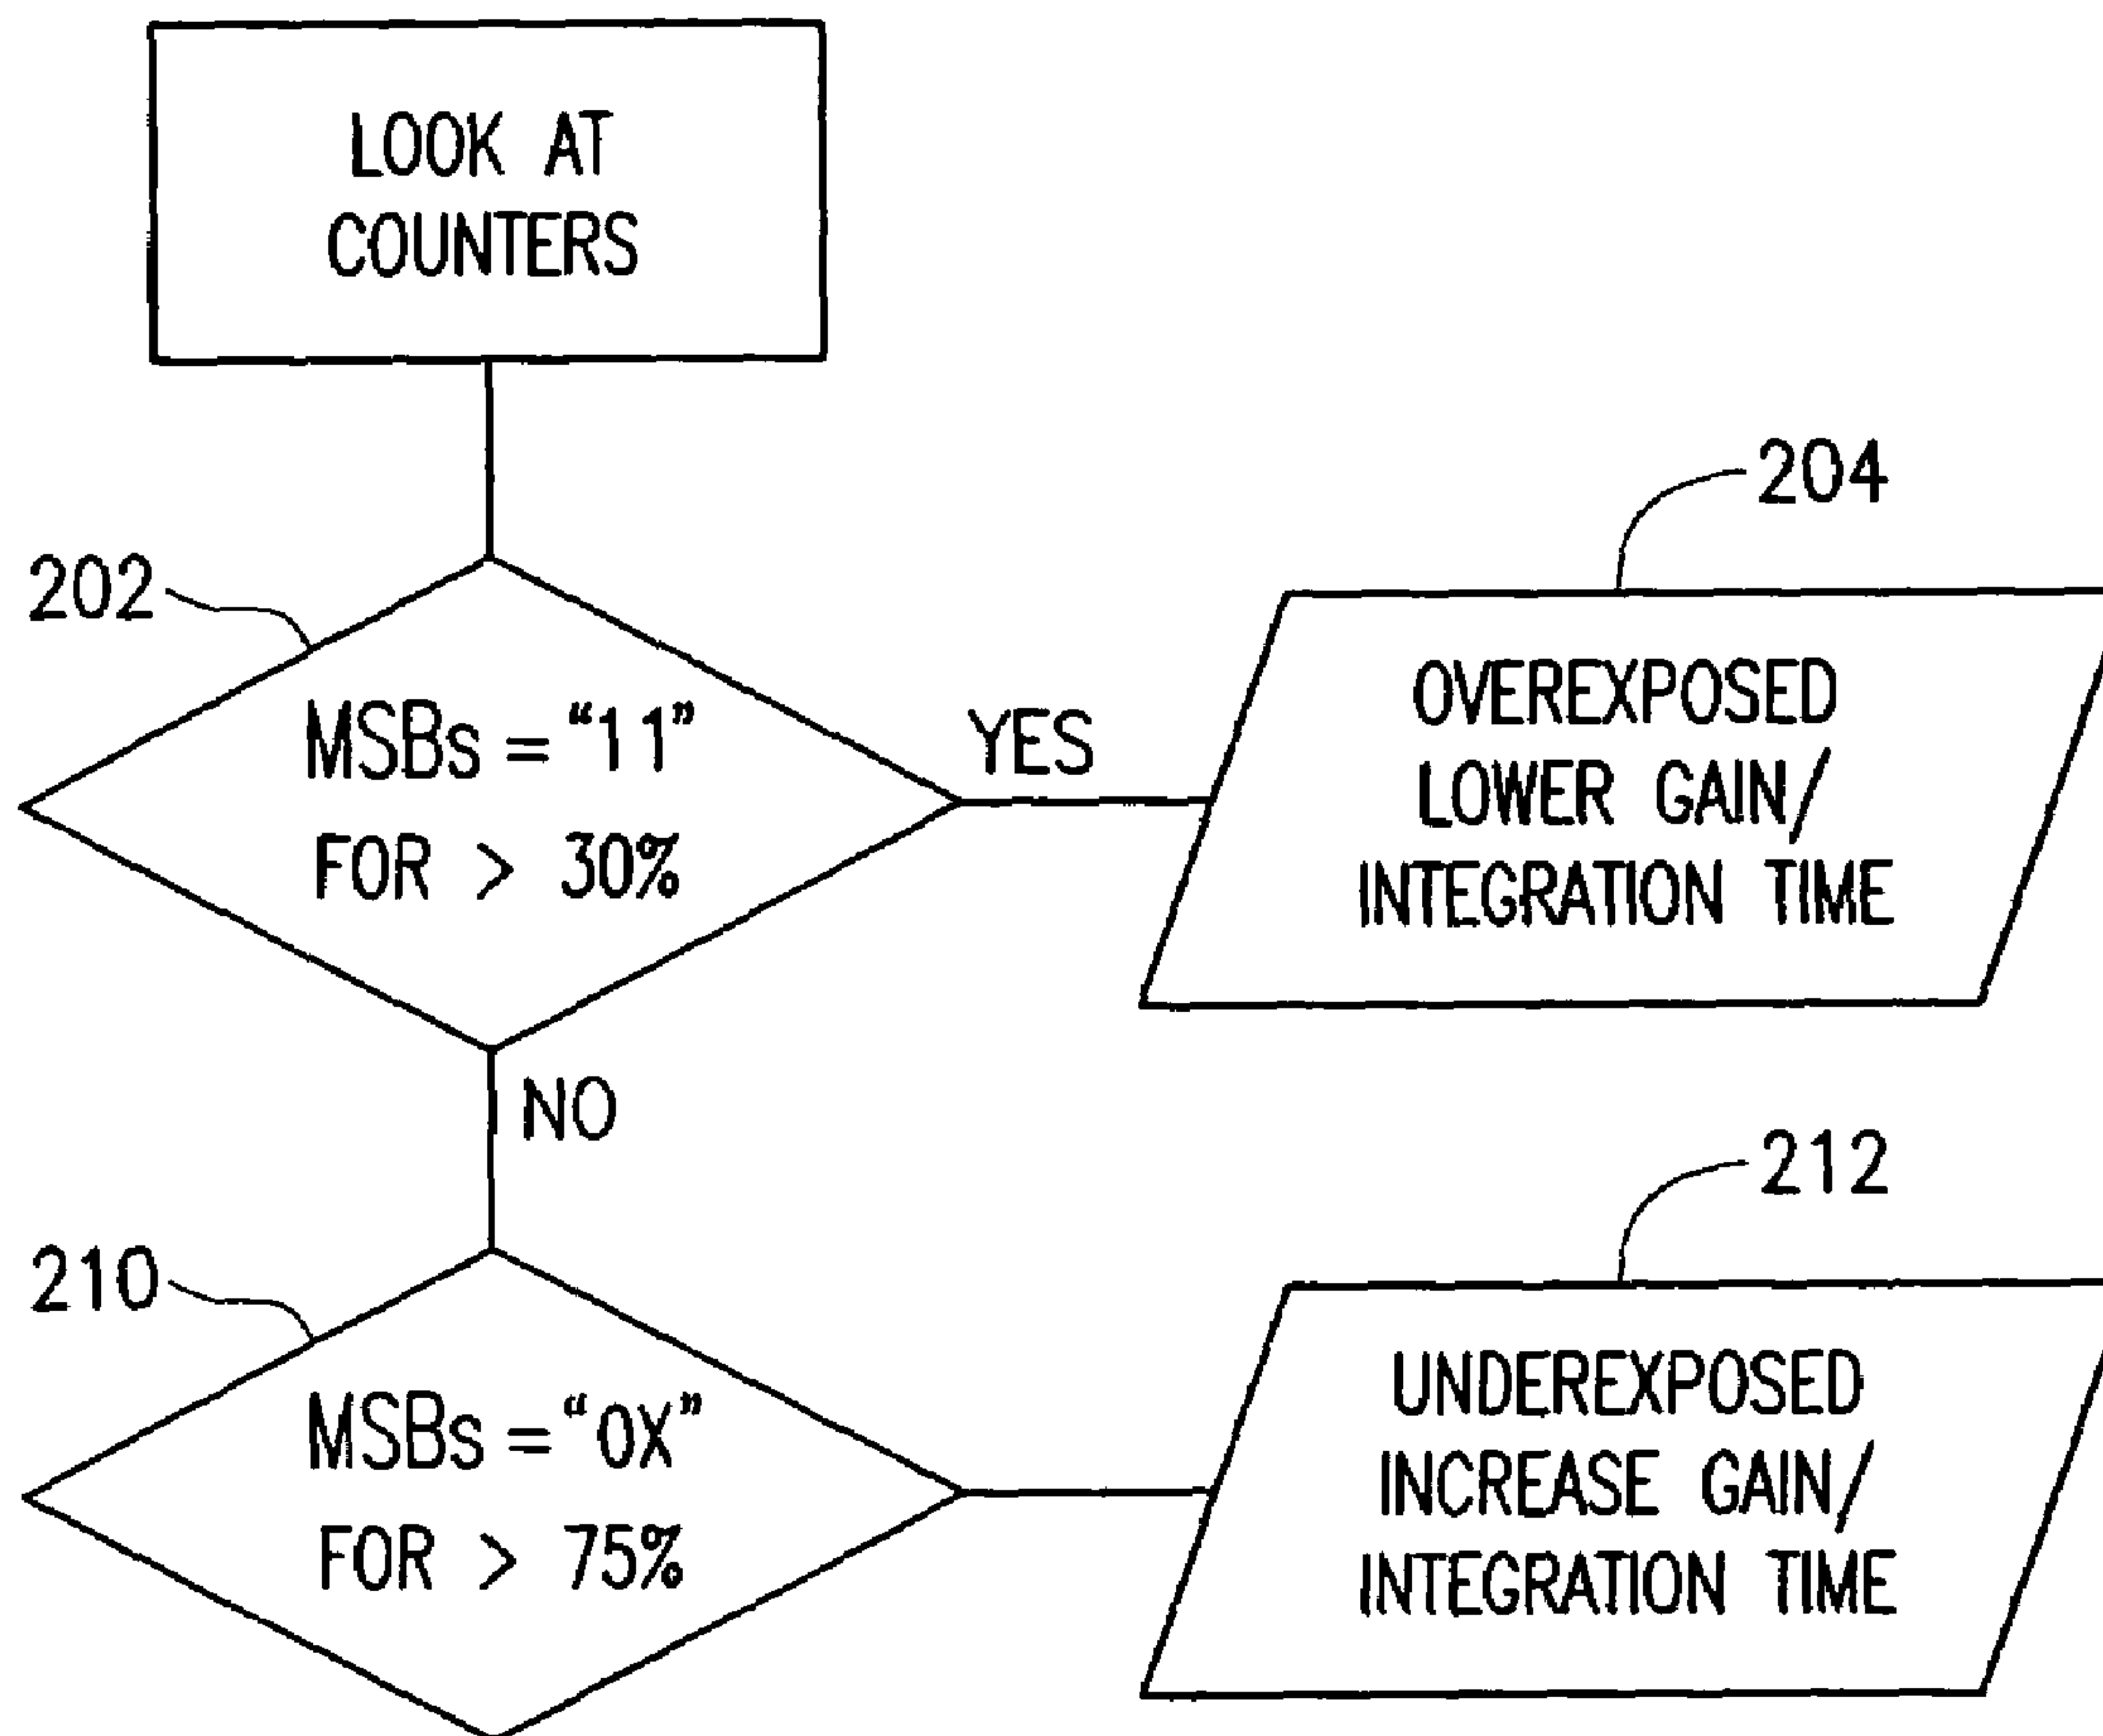 LOOK AT
COUNTERS
204
202
MSBs = “11”
FOR > 30%
YES
OVEREXPOSED
LOWER GAIN/
INTEGRATION TIME
NO
212
210
MSBs = “0X”
FOR > 75%
UNDEREXPOSED
INCREASE GAIN/
INTEGRATION TIME